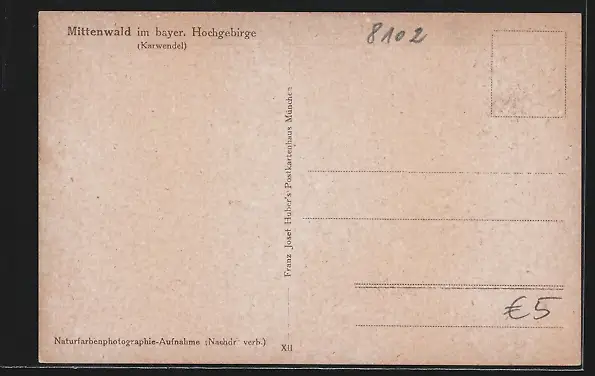 Mittenwald im bayer. Hochgebirge
(Karwendel)
8102
Franz Josef Huber's Postkartenhaus München
€5
Naturfarbenphotographie-Aufnahme (Nachdr. verb.)
XII